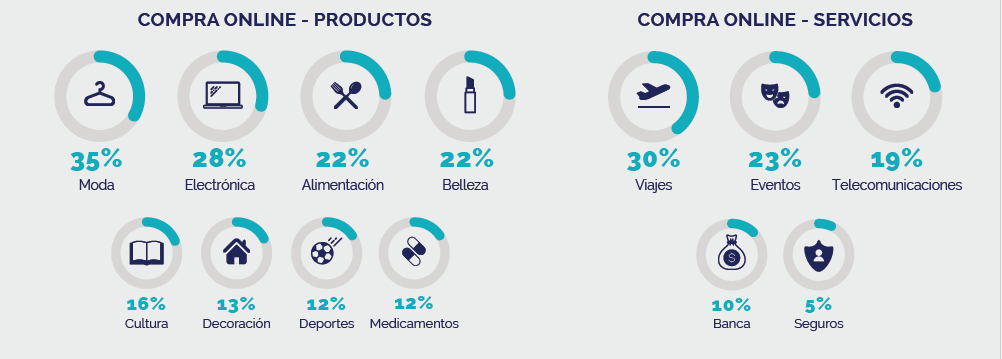 COMPRA ONLINE - PRODUCTOS
35%
Moda
28%
Electrónica
22%
Alimentación
22%
Belleza
16%
Cultura
13%
Decoración
12%
Deportes
12%
Medicamentos
COMPRA ONLINE - SERVICIOS
30%
Viajes
23%
Eventos
19%
Telecomunicaciones
10%
Banca
5%
Seguros